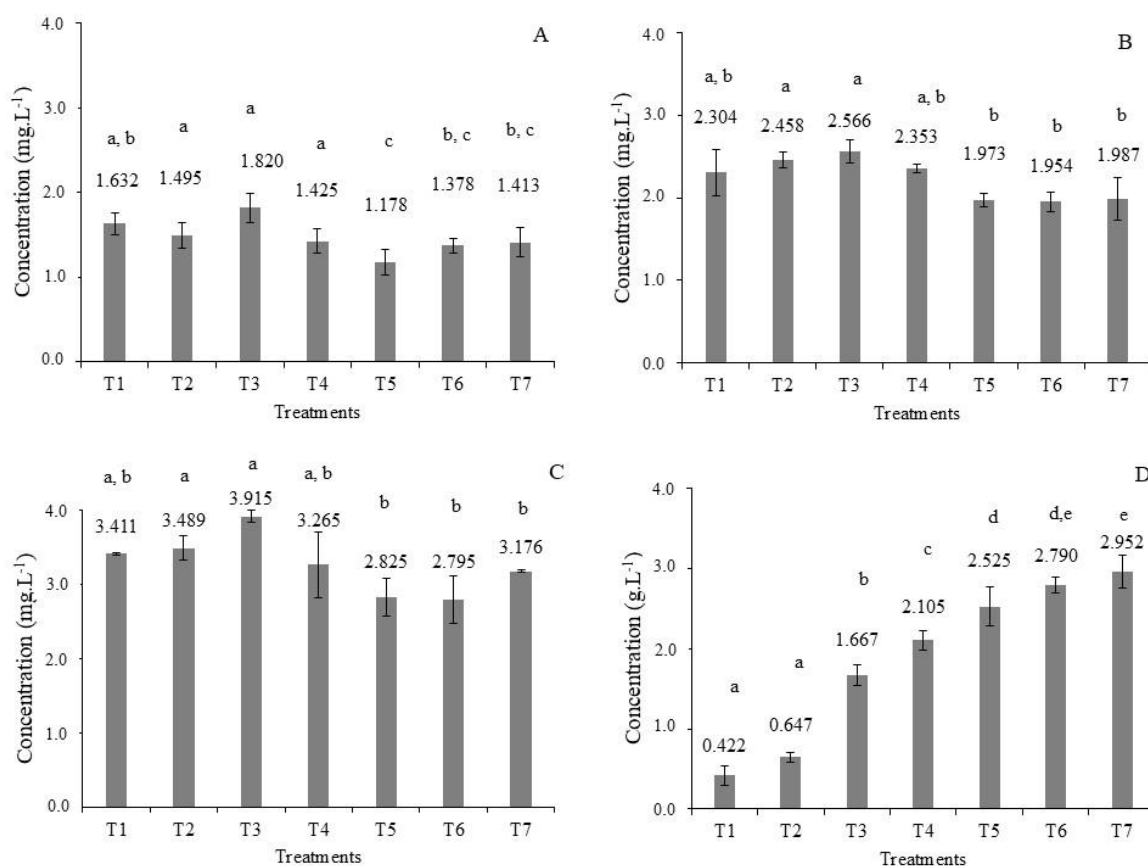 A
4.0
3.0
2.0
1.0
0.0
Concentration (mg.L⁻¹)
a, b a a a c b, c b, c
1.632 1.495 1.820 1.425 1.178 1.378 1.413
T1 T2 T3 T4 T5 T6 T7
Treatments
B
4.0
3.0
2.0
1.0
0.0
Concentration (mg.L⁻¹)
a, b a a a, b b b b
2.304 2.458 2.566 2.353 1.973 1.954 1.987
T1 T2 T3 T4 T5 T6 T7
Treatments
C
4.0
3.0
2.0
1.0
0.0
Concentration (mg.L⁻¹)
a, b a a a, b b b b
3.411 3.489 3.915 3.265 2.825 2.795 3.176
T1 T2 T3 T4 T5 T6 T7
Treatments
D
4.0
3.0
2.0
1.0
0.0
Concentration (g.L⁻¹)
a a b c d d,e e
0.422 0.647 1.667 2.105 2.525 2.790 2.952
T1 T2 T3 T4 T5 T6 T7
Treatments